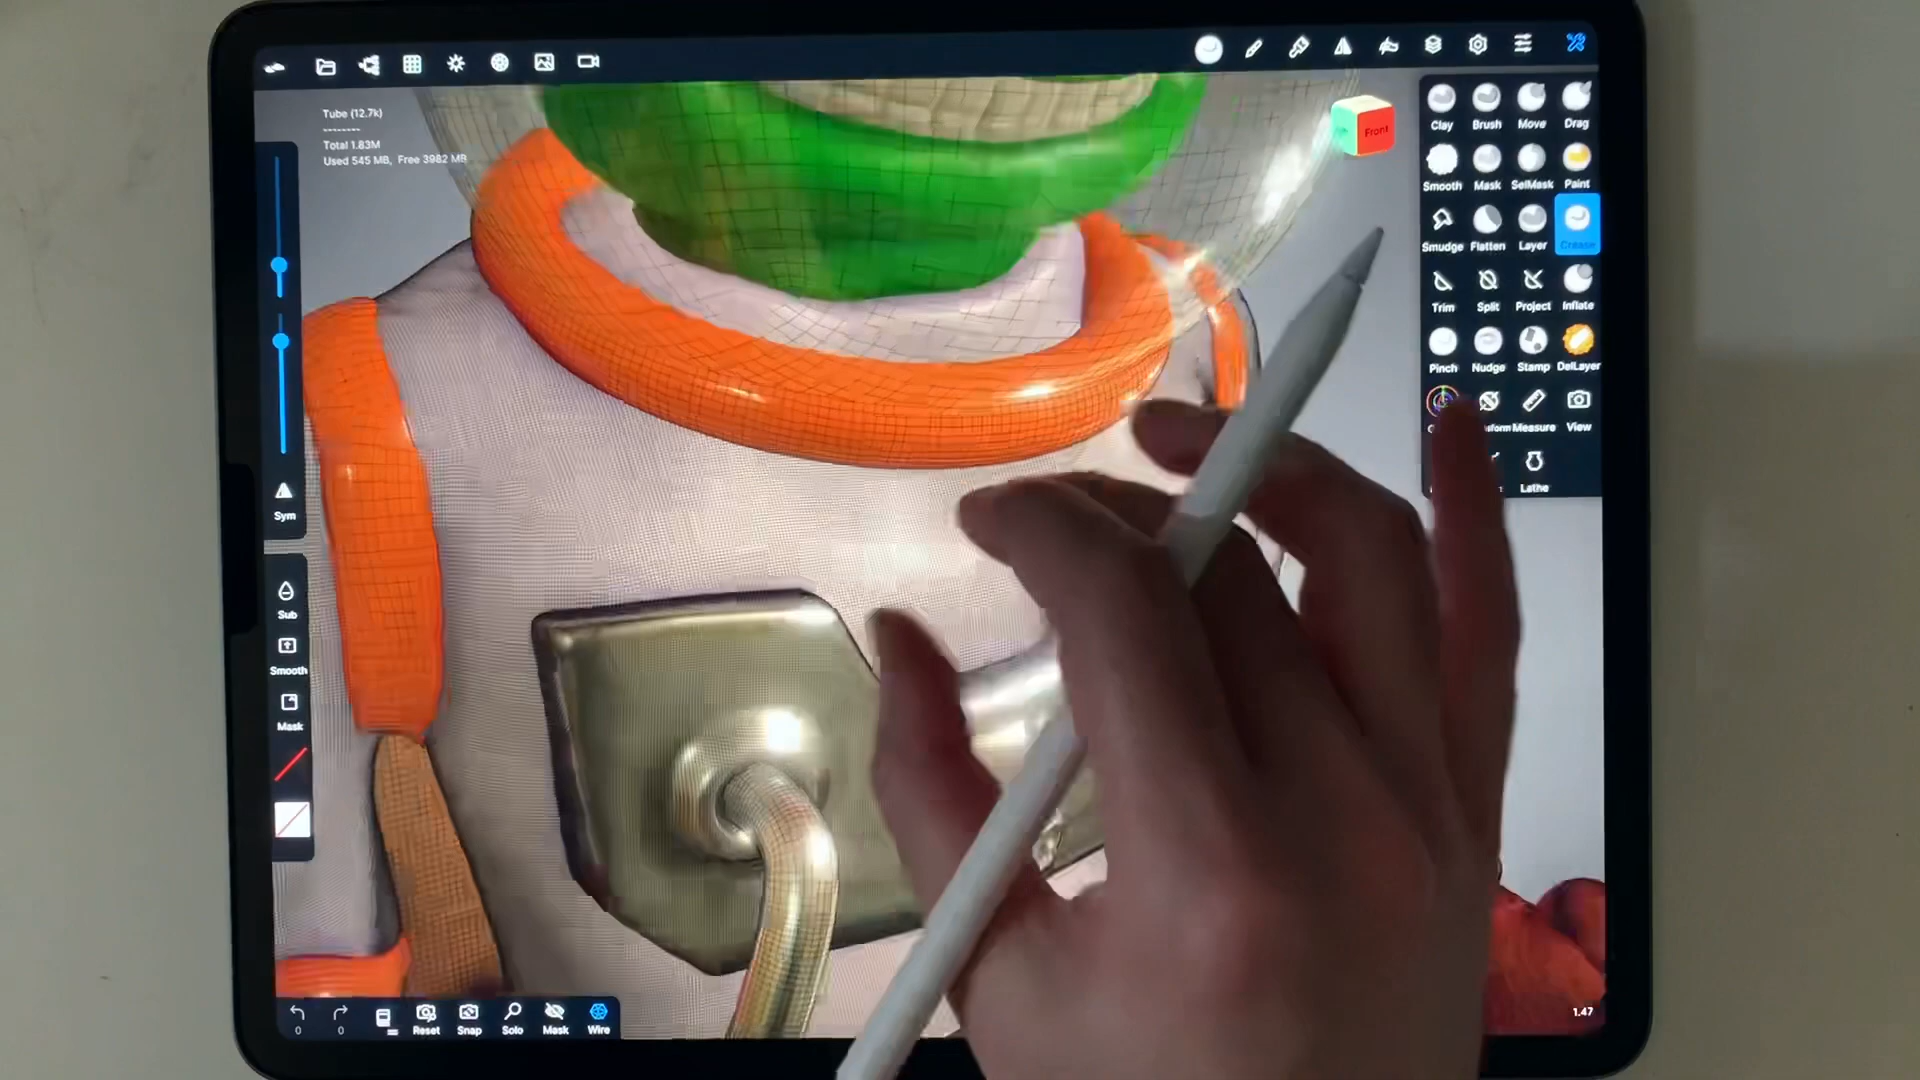 Tube (12.7k)
--------
Total 1.83M
Used 545 MB, Free 3982 MB
Front
Clay
Brush
Move
Drag
Smooth
Mask
SelMask
Paint
Smudge
Flatten
Layer
Crease
Trim
Split
Project
Inflate
Pinch
Nudge
Stamp
DelLayer
Measure
View
Lathe
Sym
Sub
Smooth
Mask
0
0
Reset
Snap
Solo
Mask
Wire
1.47